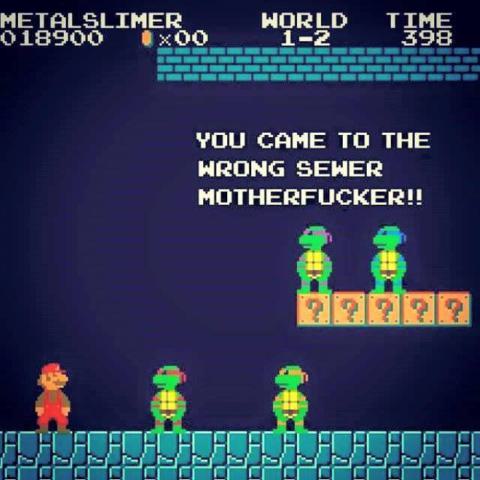 METALSLIMER WORLD TIME
018900 x00 1-2 398
YOU CAME TO THE
WRONG SEWER
MOTHERFUCKER!!
? ? ? ? ?